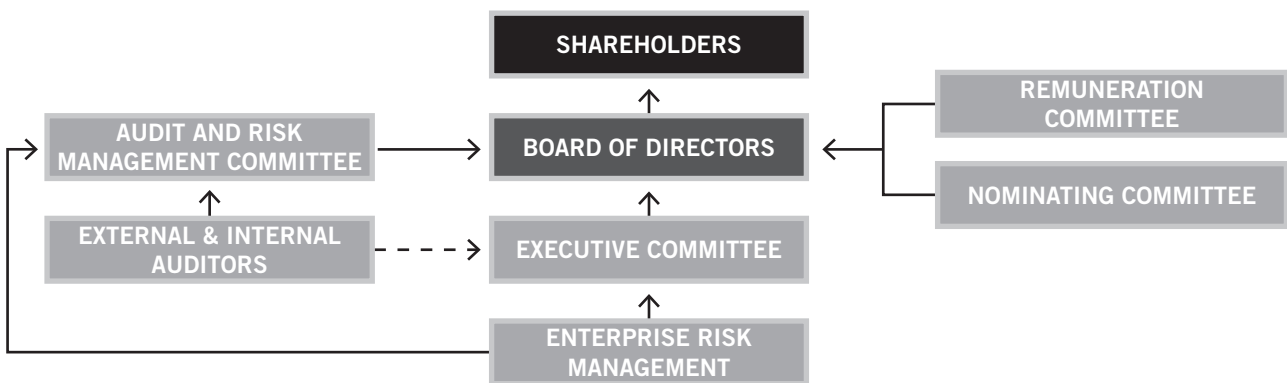 SHAREHOLDERS
REMUNERATION
COMMITTEE
AUDIT AND RISK
MANAGEMENT COMMITTEE
BOARD OF DIRECTORS
NOMINATING COMMITTEE
EXTERNAL & INTERNAL
AUDITORS
EXECUTIVE COMMITTEE
ENTERPRISE RISK
MANAGEMENT